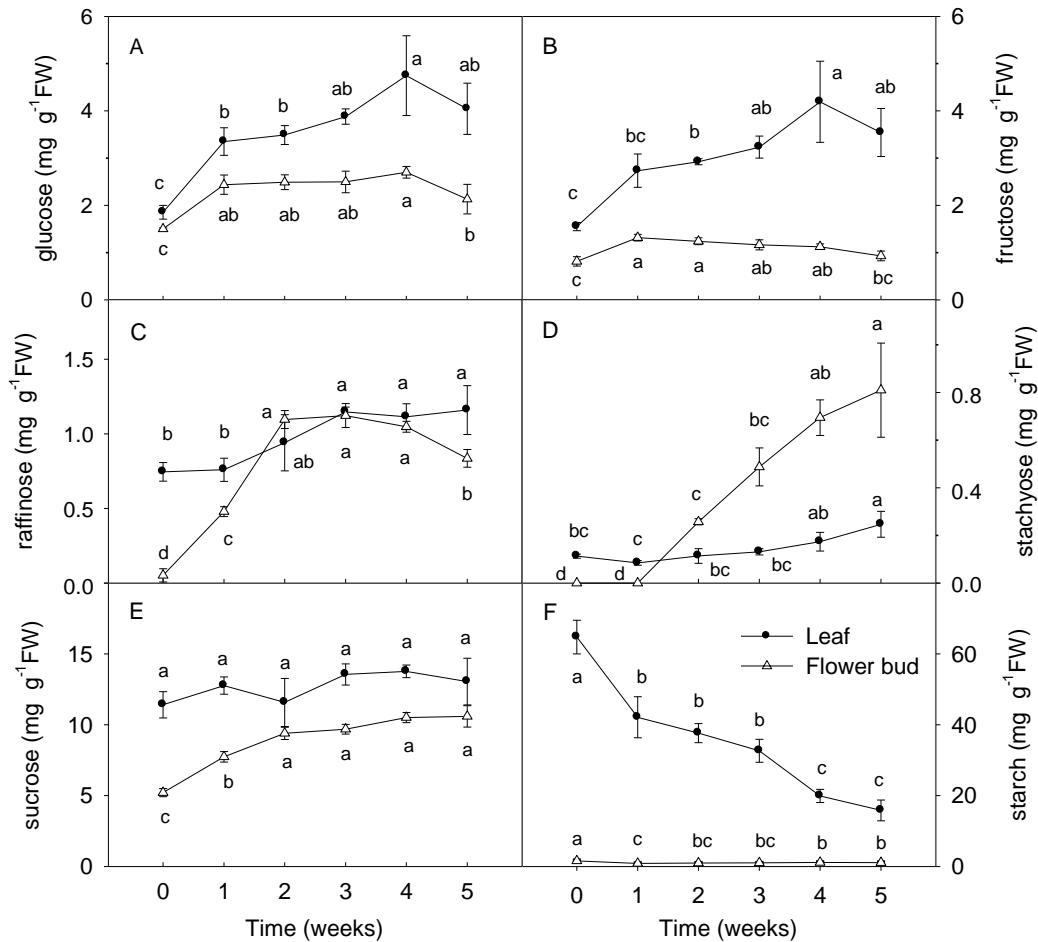 A
B
6
4
2
0
glucose (mg g-1FW)
c
b
b
ab
a
ab
c
ab
ab
ab
a
b
6
4
2
0
fructose (mg g-1FW)
c
bc
b
ab
a
ab
c
a
a
ab
ab
bc
C
D
1.5
1.0
0.5
0.0
raffinose (mg g-1FW)
b
b
a
a
a
a
d
c
ab
a
a
b
0.8
0.4
0.0
stachyose (mg g-1FW)
bc
c
c
bc
ab
a
ab
a
d
d
bc
bc
E
F
15
10
5
0
sucrose (mg g-1FW)
a
a
a
a
a
a
c
b
a
a
a
a
60
40
20
0
starch (mg g-1FW)
Leaf
Flower bud
a
b
b
b
c
c
a
c
bc
bc
b
b
0 1 2 3 4 5
Time (weeks)
0 1 2 3 4 5
Time (weeks)